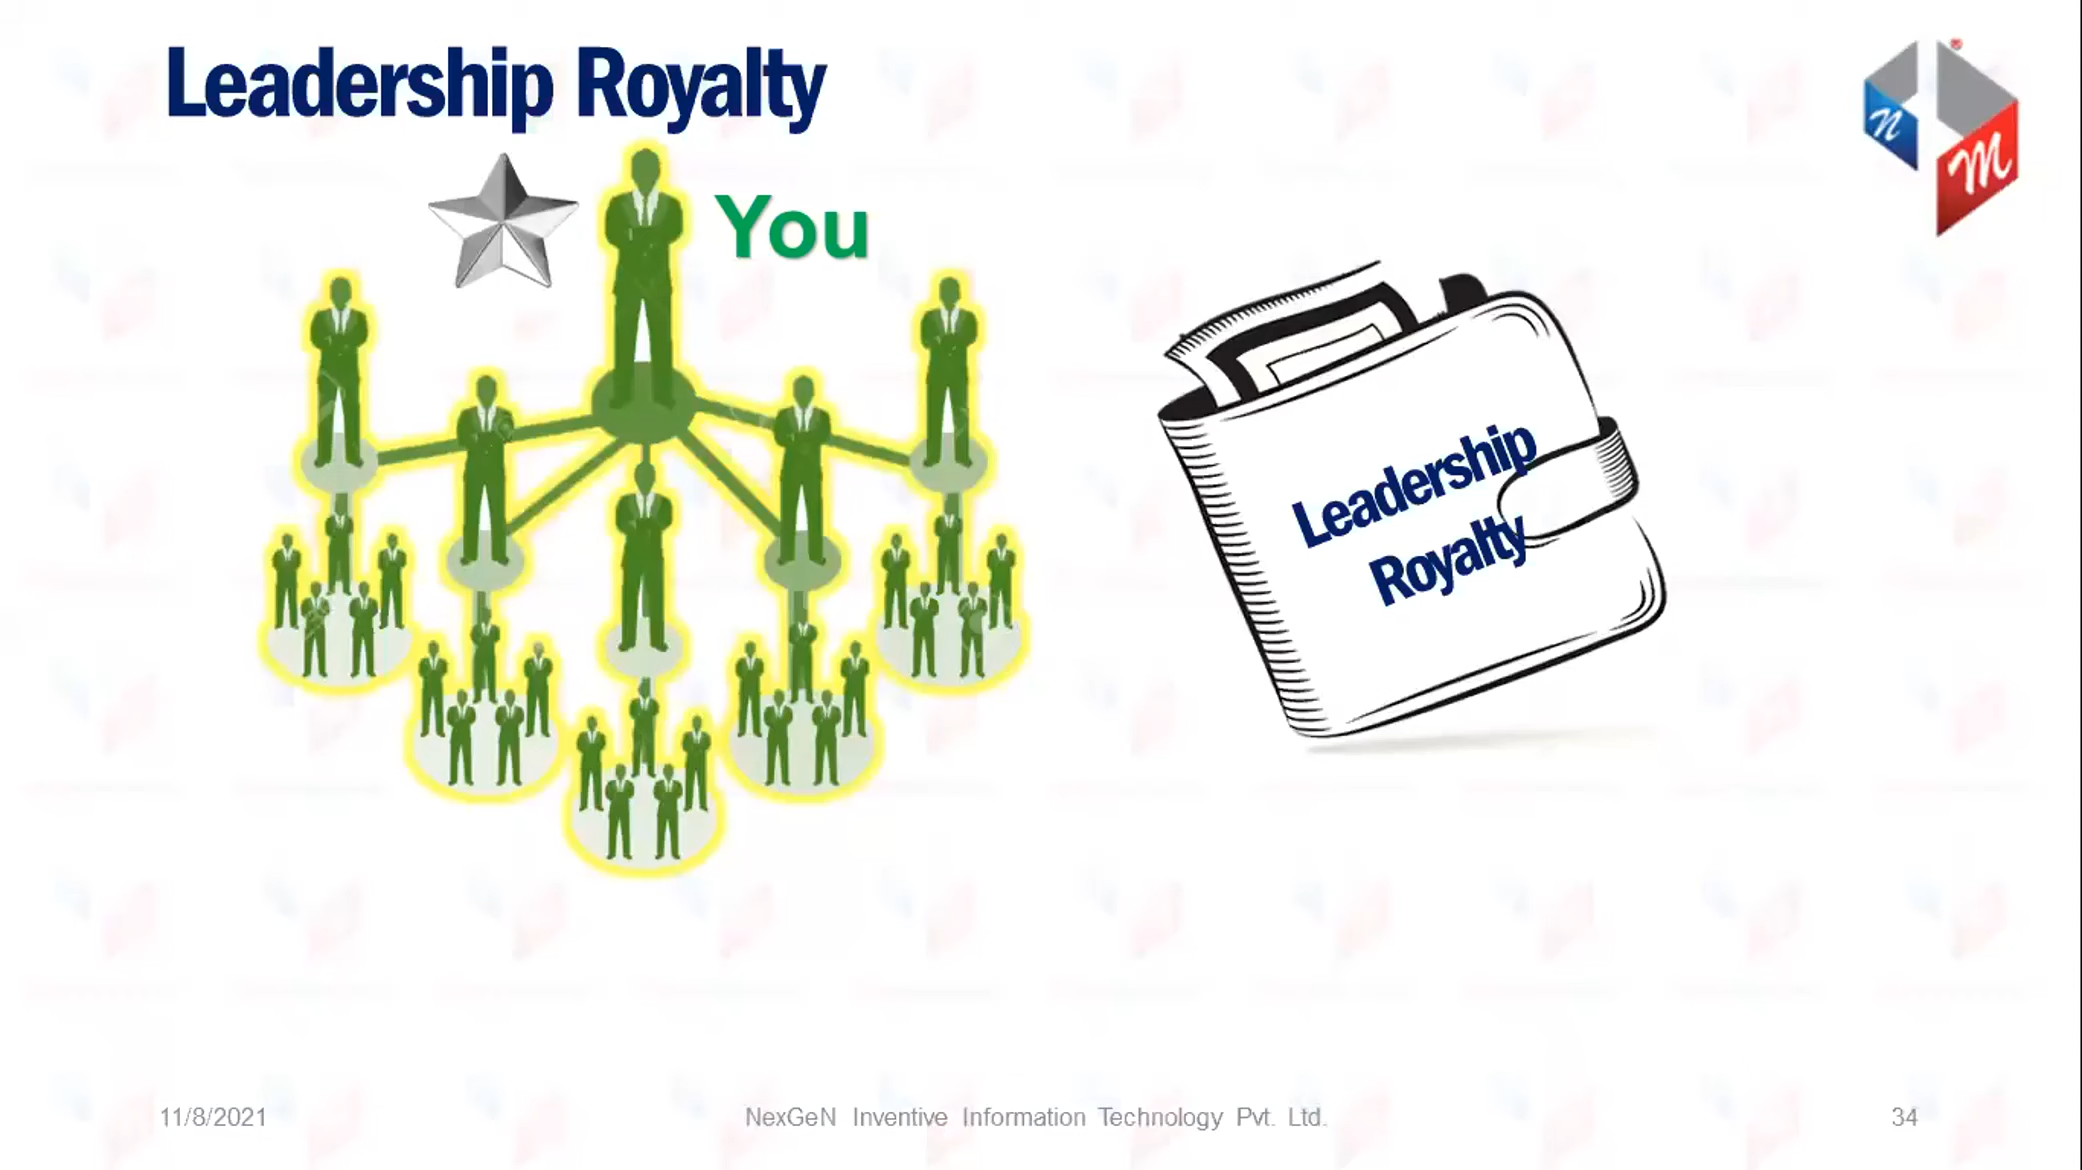 Leadership Royalty
You
n
m
®
Leadership
Royalty
11/8/2021
NexGeN Inventive Information Technology Pvt. Ltd.
34